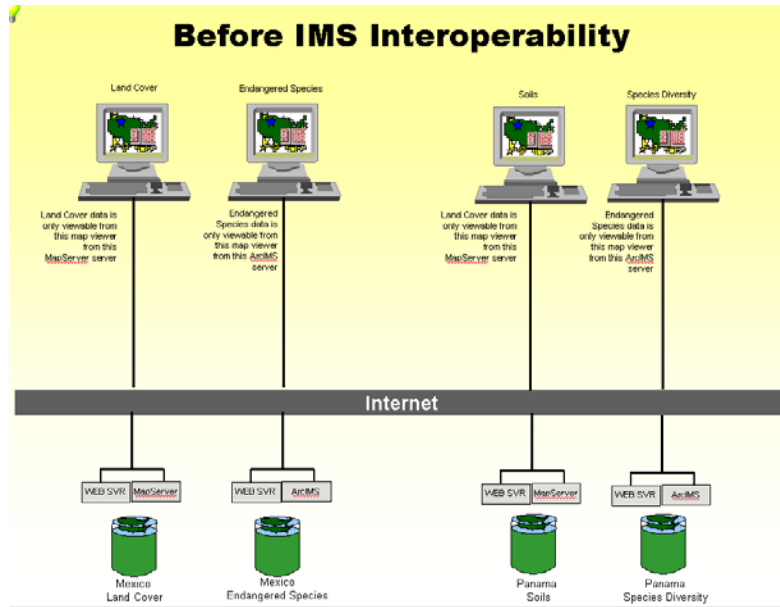 Before IMS Interoperability
Land Cover
Endangered Species
Soils
Species Diversity
Land Cover data is
only viewable from
this map viewer
from this
MapServer server
Endangered
Species data is
only viewable from
this map viewer
from this ArcIMS
server
Land Cover data is
only viewable from
this map viewer
from this
MapServer server
Endangered
Species data is
only viewable from
this map viewer
from this ArcIMS
server
Internet
WEB SVR MapServer
WEB SVR ArcIMS
WEB SVR MapServer
WEB SVR ArcIMS
Mexico
Land Cover
Mexico
Endangered Species
Panama
Soils
Panama
Species Diversity